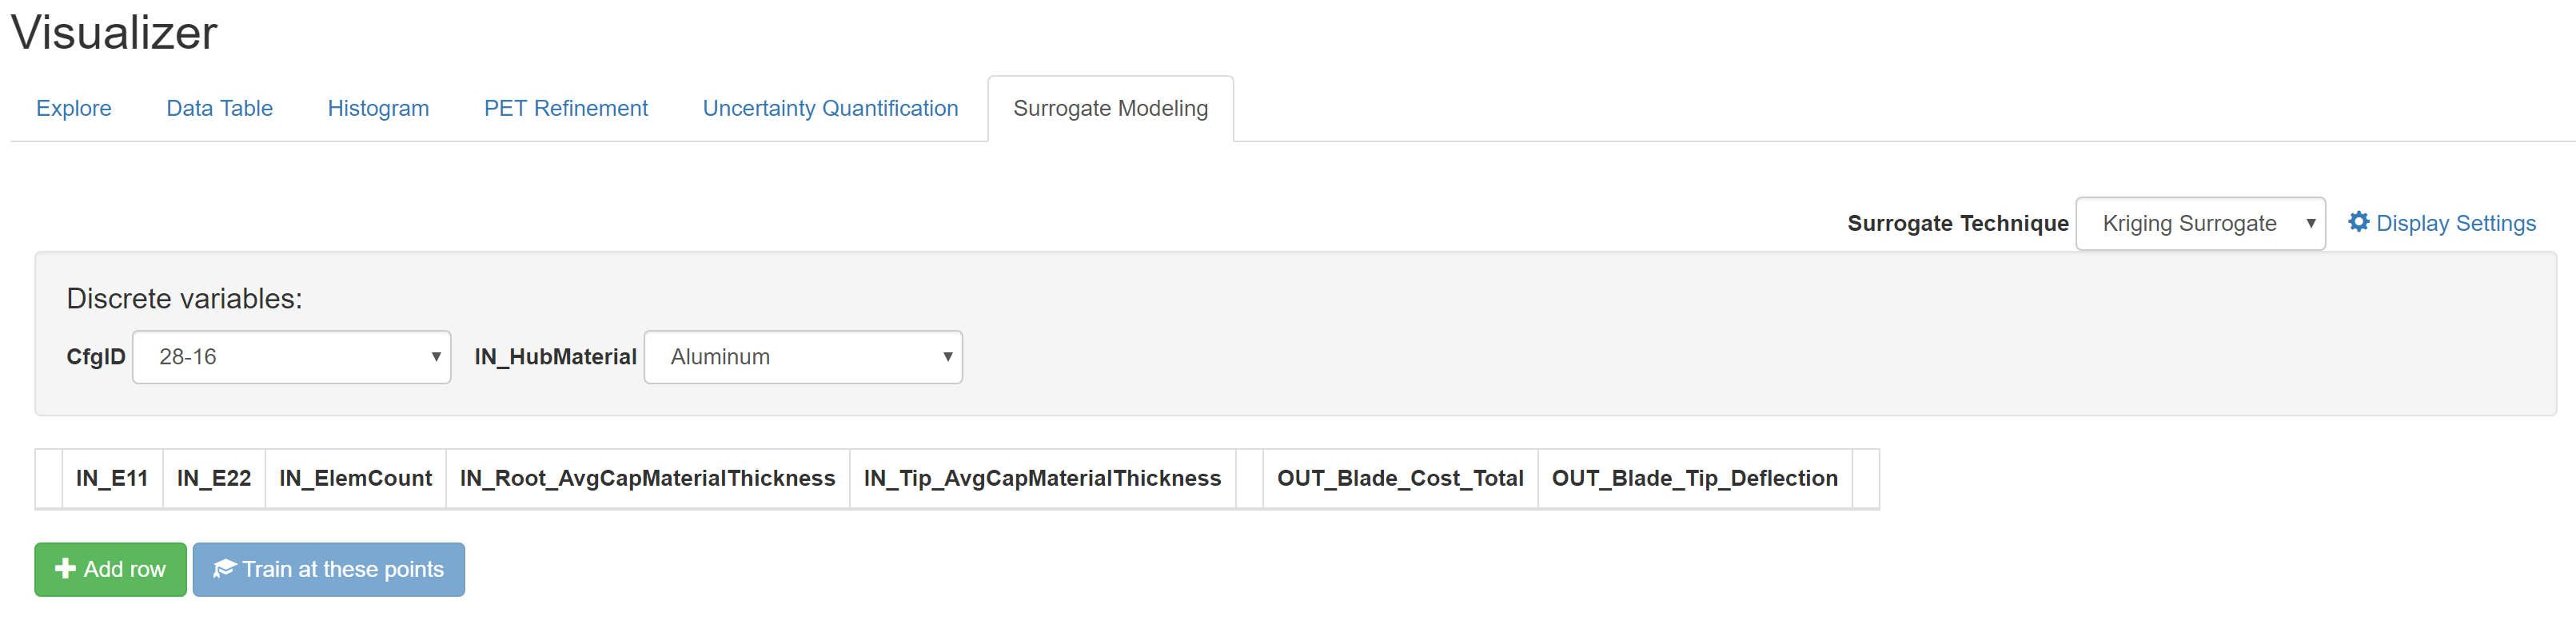 Visualizer
Explore Data Table Histogram PET Refinement Uncertainty Quantification Surrogate Modeling
Surrogate Technique Kriging Surrogate Display Settings
Discrete variables:
CfgID 28-16 IN_HubMaterial Aluminum
IN_E11 IN_E22 IN_ElemCount IN_Root_AvgCapMaterialThickness IN_Tip_AvgCapMaterialThickness OUT_Blade_Cost_Total OUT_Blade_Tip_Deflection
Add row Train at these points